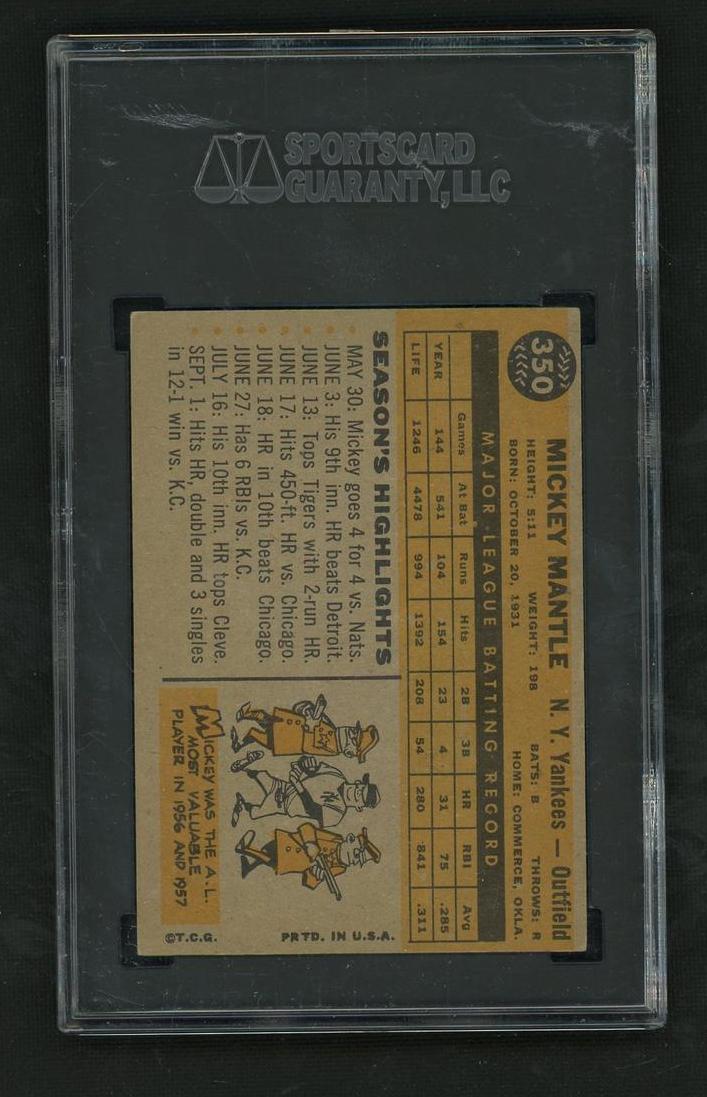 SPORTSCARD
GUARANTY, LLC
350
MICKEY MANTLE N. Y. Yankees — Outfield
HEIGHT: 5:11 WEIGHT: 198 BATS: B THROWS: R
BORN: OCTOBER 20, 1931 HOME: COMMERCE, OKLA.
MAJOR LEAGUE BATTING RECORD
Games At Bat Runs Hits 2B 3B HR RBI Avg
YEAR 144 541 104 154 23 4 31 75 .285
LIFE 1246 4478 994 1392 208 54 280 841 .311
SEASON'S HIGHLIGHTS
MAY 30: Mickey goes 4 for 4 vs. Nats.
JUNE 3: His 9th inn. HR beats Detroit.
JUNE 13: Tops Tigers with 2-run HR.
JUNE 17: Hits 450-ft. HR vs. Chicago.
JUNE 18: HR in 10th beats Chicago.
JUNE 27: Has 6 RBIs vs. K.C.
JULY 16: His 10th inn. HR tops Cleve.
SEPT. 1: Hits HR, double and 3 singles
in 12-1 win vs. K.C.
MICKEY WAS THE A.L.
MOST VALUABLE
PLAYER IN 1956 AND 1957
PRTD. IN U.S.A.
©T.C.G.